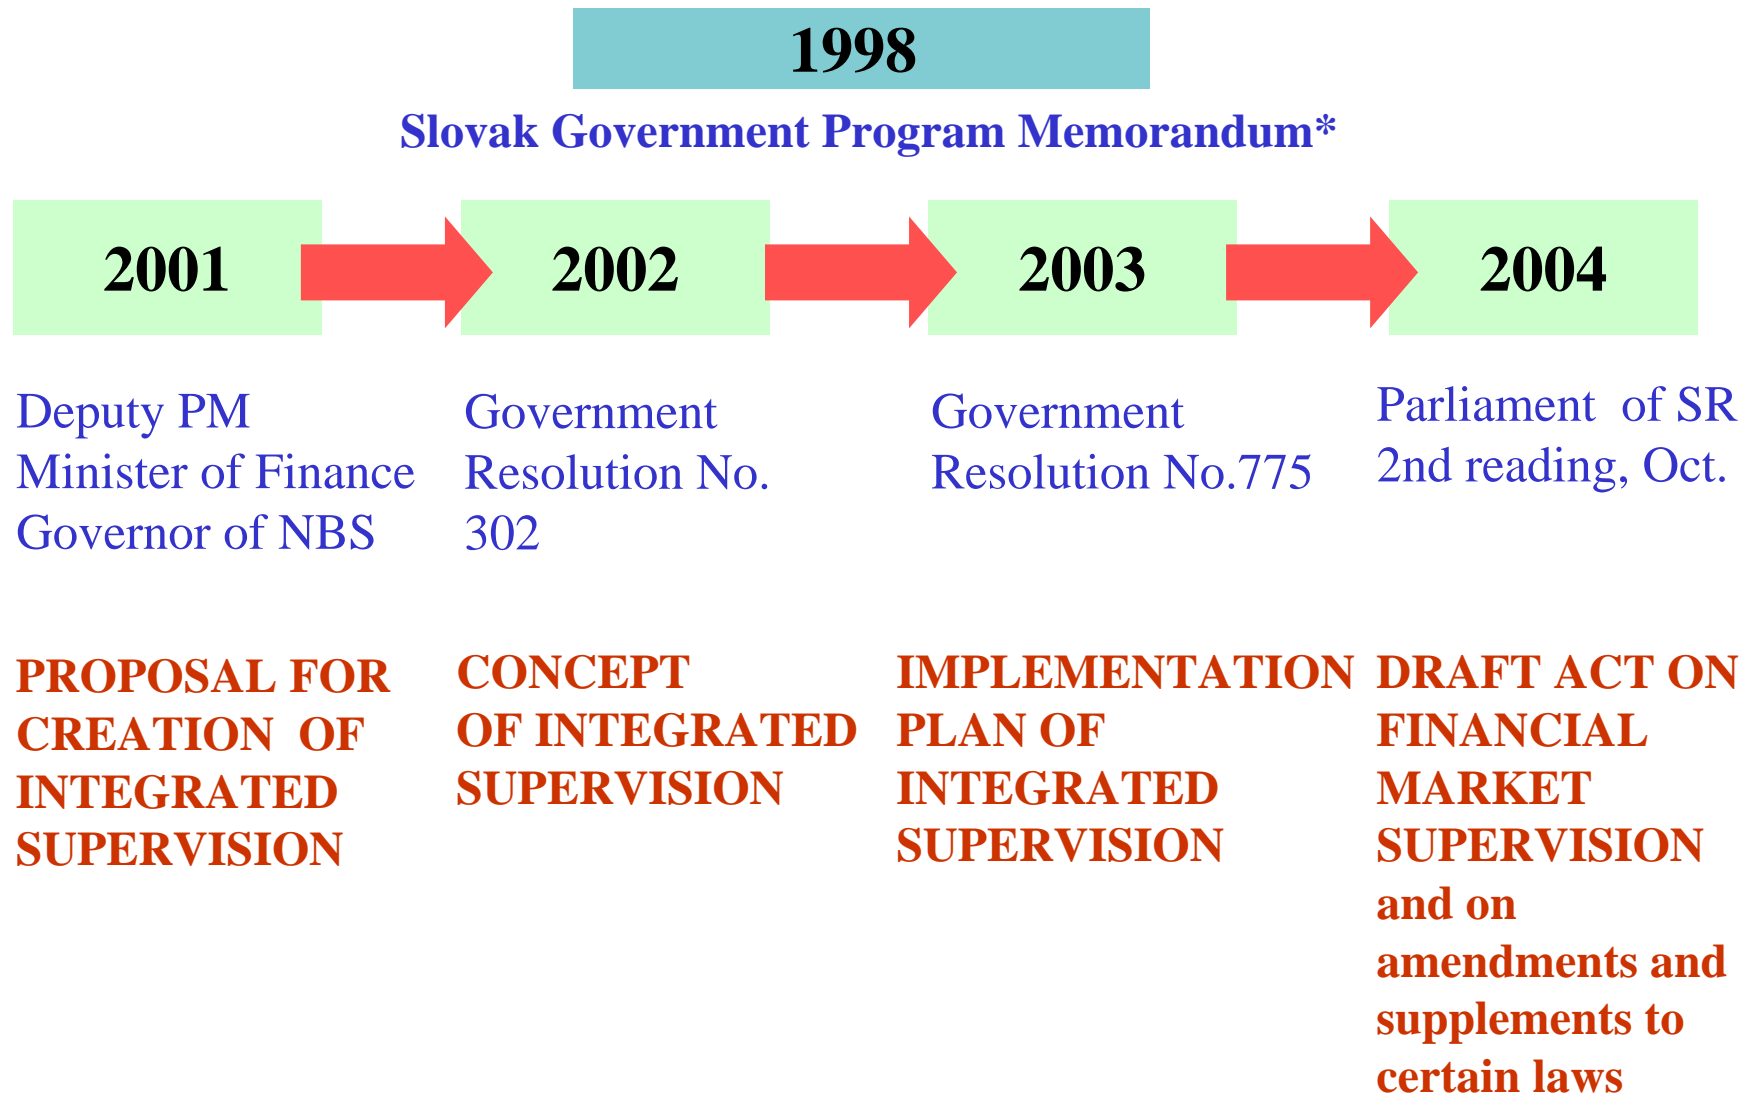 1998
Slovak Government Program Memorandum*
2001
2002
2003
2004
Deputy PM
Minister of Finance
Governor of NBS
Government
Resolution No.
302
Government
Resolution No.775
Parliament of SR
2nd reading, Oct.
PROPOSAL FOR
CREATION OF
INTEGRATED
SUPERVISION
CONCEPT
OF INTEGRATED
SUPERVISION
IMPLEMENTATION
PLAN OF
INTEGRATED
SUPERVISION
DRAFT ACT ON
FINANCIAL
MARKET
SUPERVISION
and on
amendments and
supplements to
certain laws